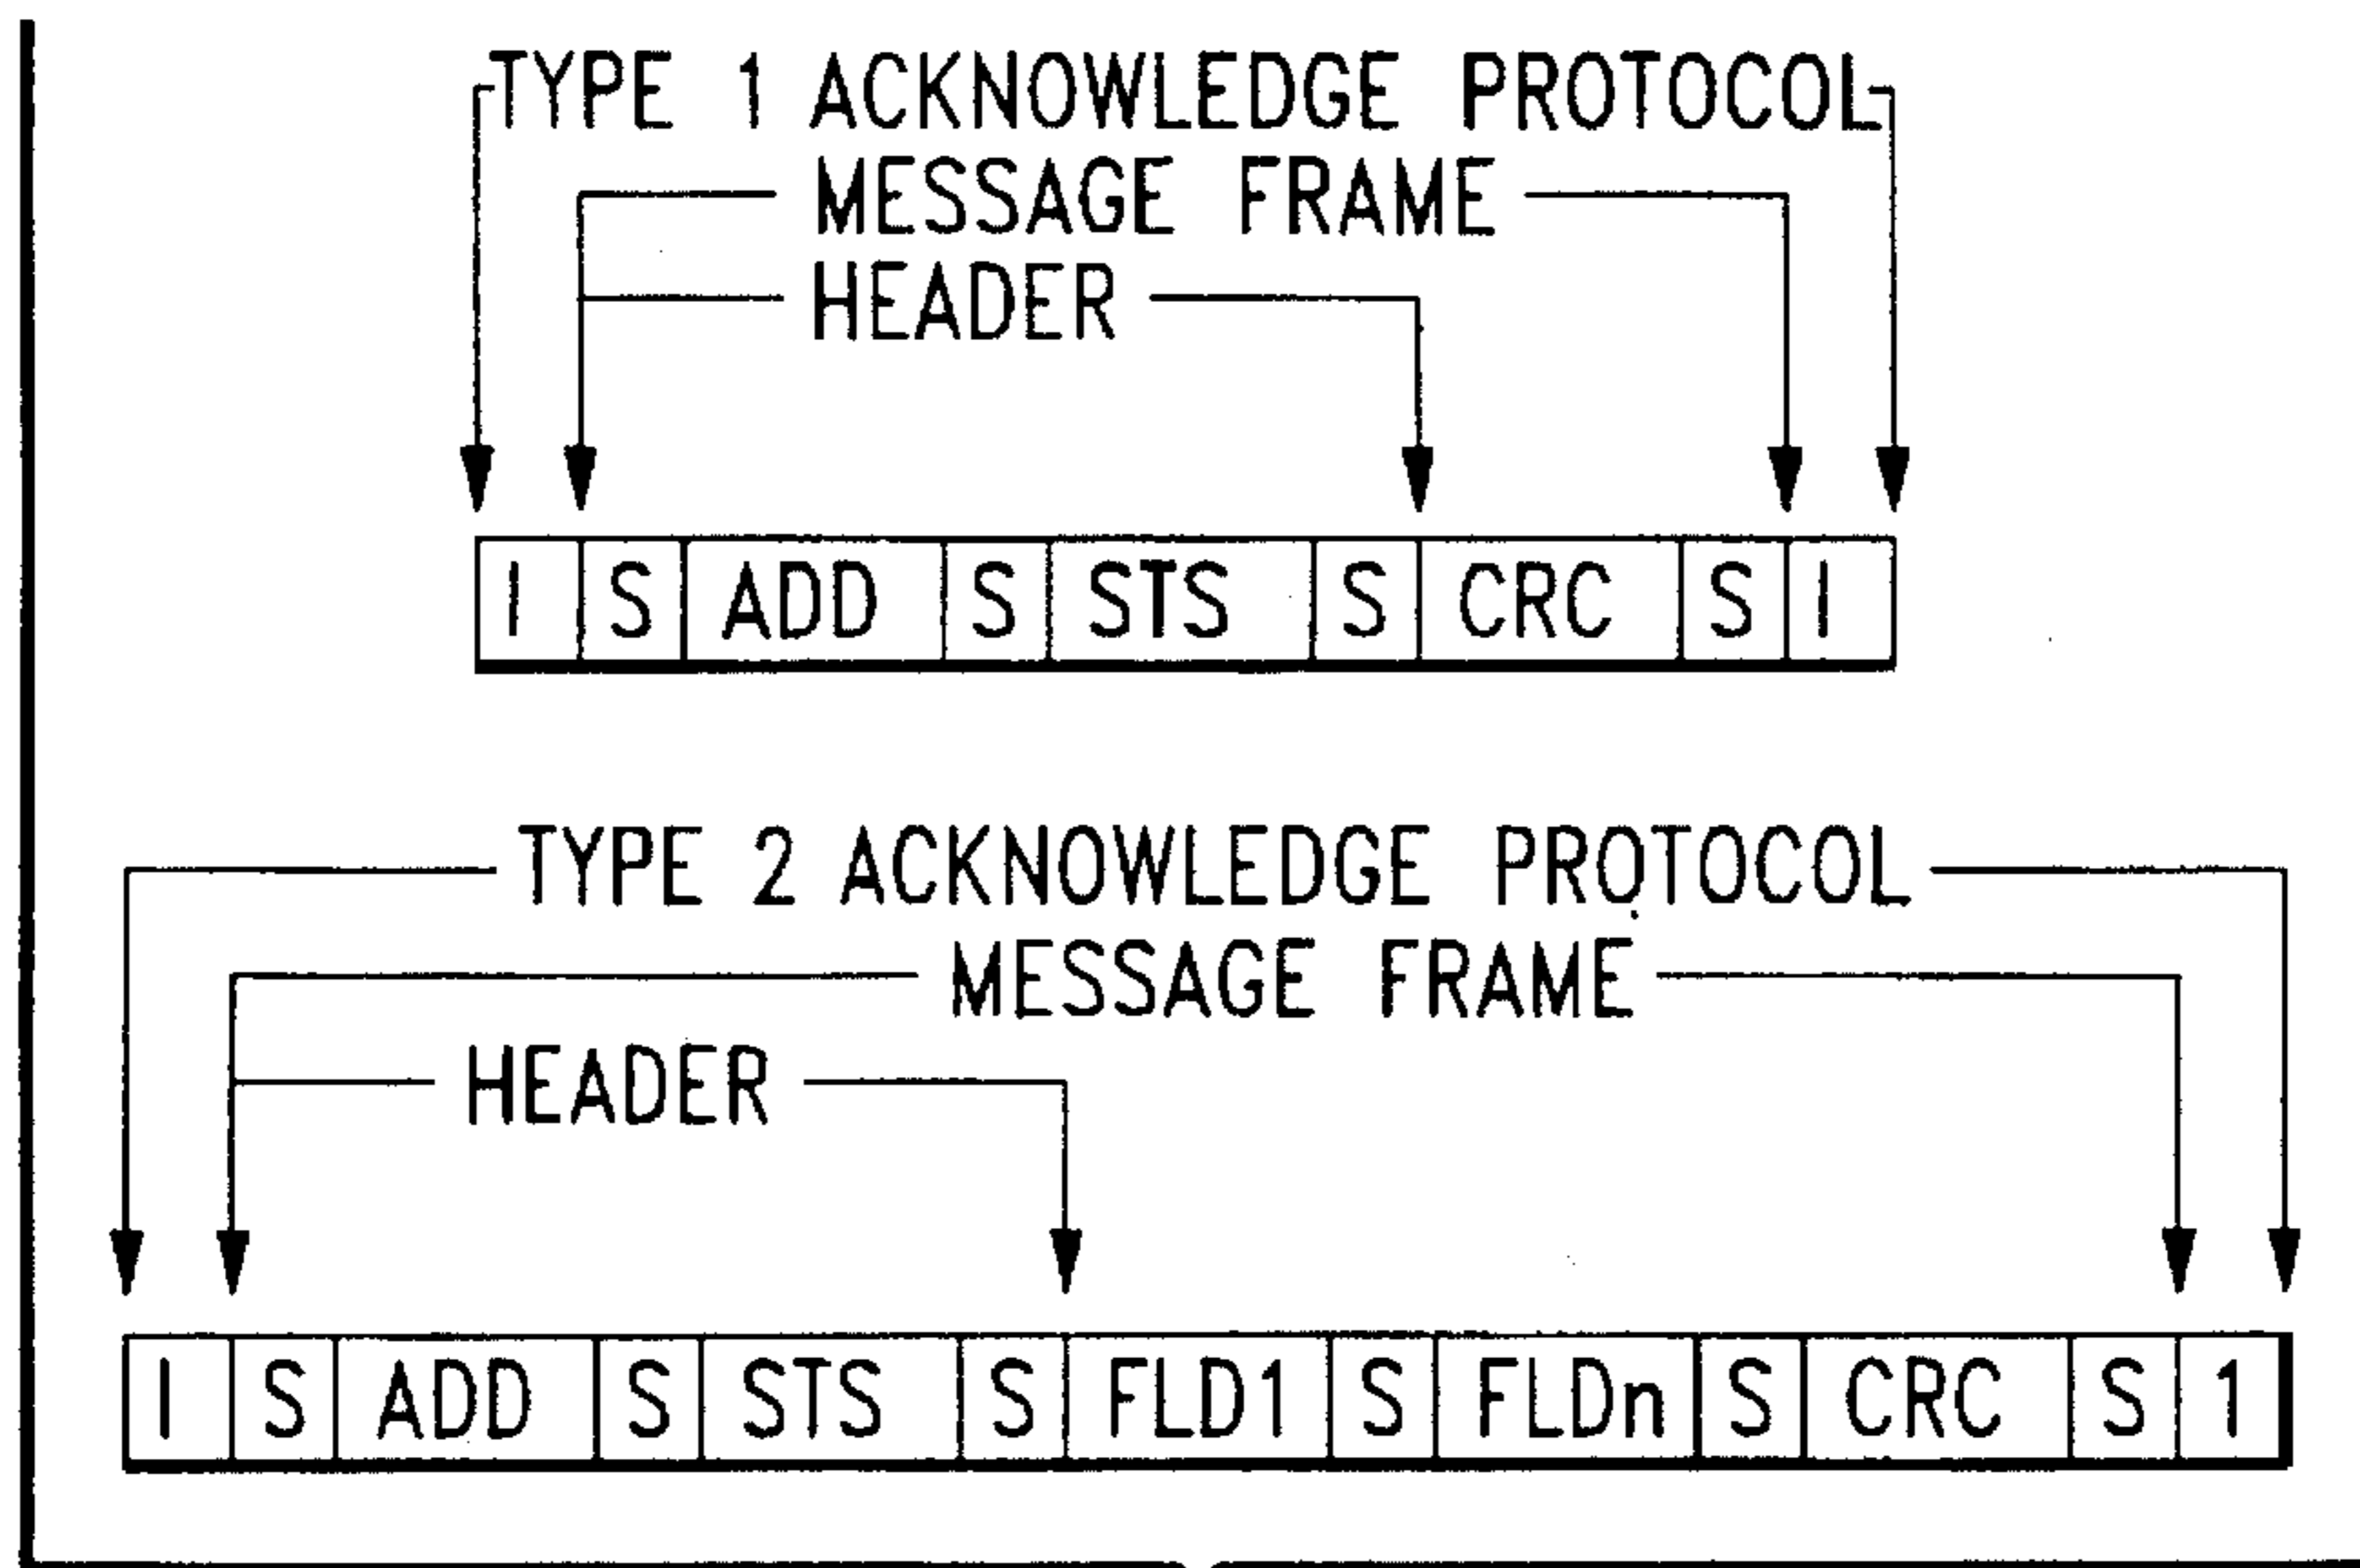 TYPE 1 ACKNOWLEDGE PROTOCOL
MESSAGE FRAME
HEADER
I S ADD S STS S CRC S I
TYPE 2 ACKNOWLEDGE PROTOCOL
MESSAGE FRAME
HEADER
I S ADD S STS S FLD1 S FLDn S CRC S 1